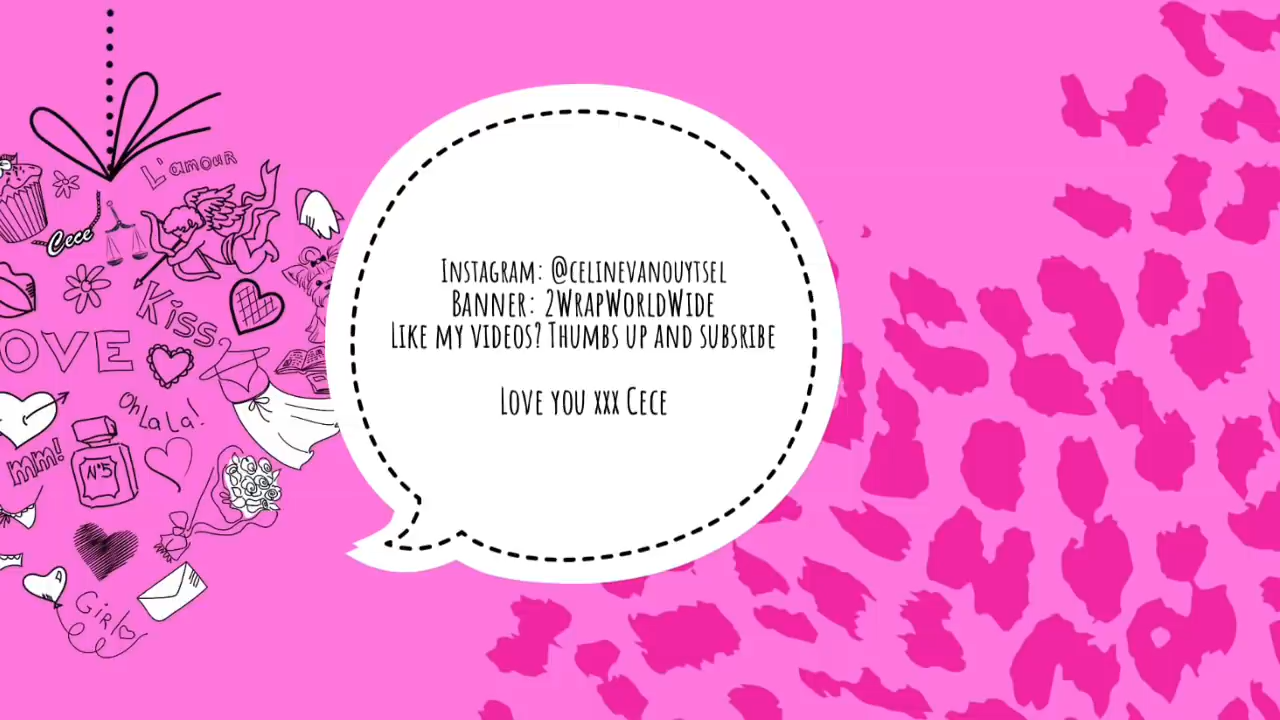 L'amour
Cece
Kiss
OVE
Oh La La!
mm!
N°5
A
Girl
Instagram: @celinevanouytsel
Banner: 2WrapWorldWide
Like my videos? Thumbs up and subsribe
Love you xxx Cece